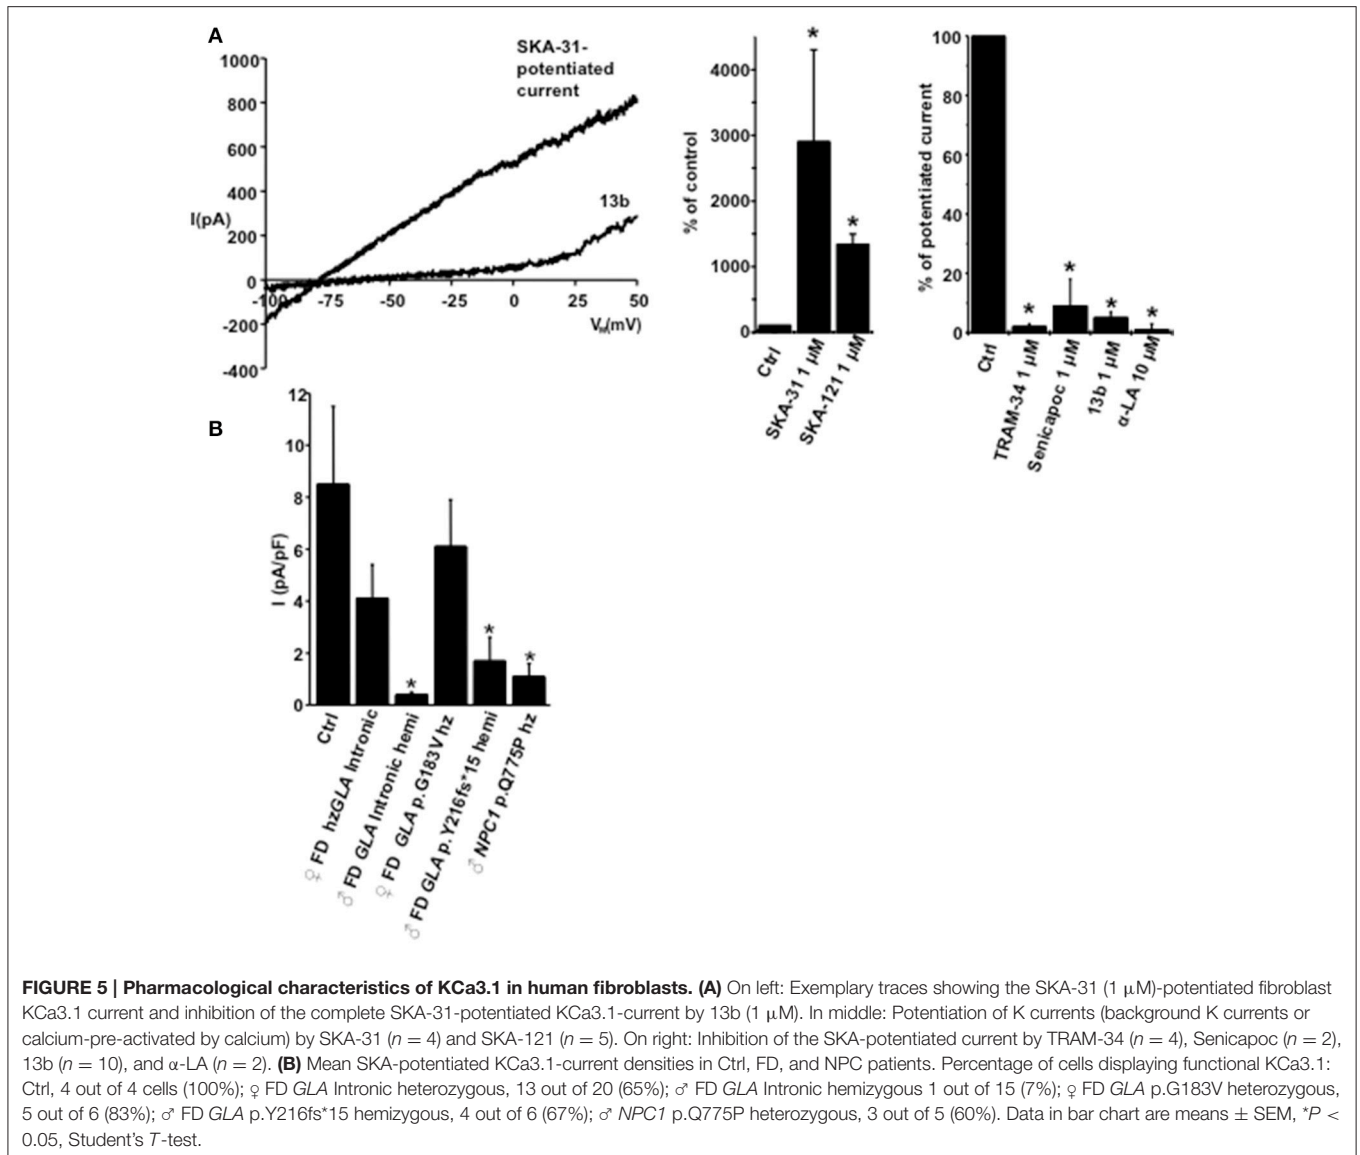 A
SKA-31-
potentiated
current
13b
1000
800
600
400
200
0
-200
-400
I(pA)
-100
-75
-50
-25
0
25
50
Vₘ(mV)
% of control
4000
3000
2000
1000
0
*
*
Ctrl
SKA-31 1 µM
SKA-121 1 µM
% of potentiated current
100
80
60
40
20
0
*
*
*
*
Ctrl
TRAM-34 1 µM
Senicapoc 1 µM
13b 1 µM
α-LA 10 µM
B
I (pA/pF)
12
10
8
6
4
2
0
*
*
*
Ctrl
♀ FD hzGLA Intronic
♂ FD GLA Intronic hemi
♀ FD GLA p.G183V hz
♂ FD GLA p.Y216fs*15 hemi
♂ NPC1 p.Q775P hz
FIGURE 5 | Pharmacological characteristics of KCa3.1 in human fibroblasts. (A) On left: Exemplary traces showing the SKA-31 (1 µM)-potentiated fibroblast
KCa3.1 current and inhibition of the complete SKA-31-potentiated KCa3.1-current by 13b (1 µM). In middle: Potentiation of K currents (background K currents or
calcium-pre-activated by calcium) by SKA-31 (n = 4) and SKA-121 (n = 5). On right: Inhibition of the SKA-potentiated current by TRAM-34 (n = 4), Senicapoc (n = 2),
13b (n = 10), and α-LA (n = 2). (B) Mean SKA-potentiated KCa3.1-current densities in Ctrl, FD, and NPC patients. Percentage of cells displaying functional KCa3.1:
Ctrl, 4 out of 4 cells (100%); ♀ FD GLA Intronic heterozygous, 13 out of 20 (65%); ♂ FD GLA Intronic hemizygous 1 out of 15 (7%); ♀ FD GLA p.G183V heterozygous,
5 out of 6 (83%); ♂ FD GLA p.Y216fs*15 hemizygous, 4 out of 6 (67%); ♂ NPC1 p.Q775P heterozygous, 3 out of 5 (60%). Data in bar chart are means ± SEM, *P <
0.05, Student's T-test.